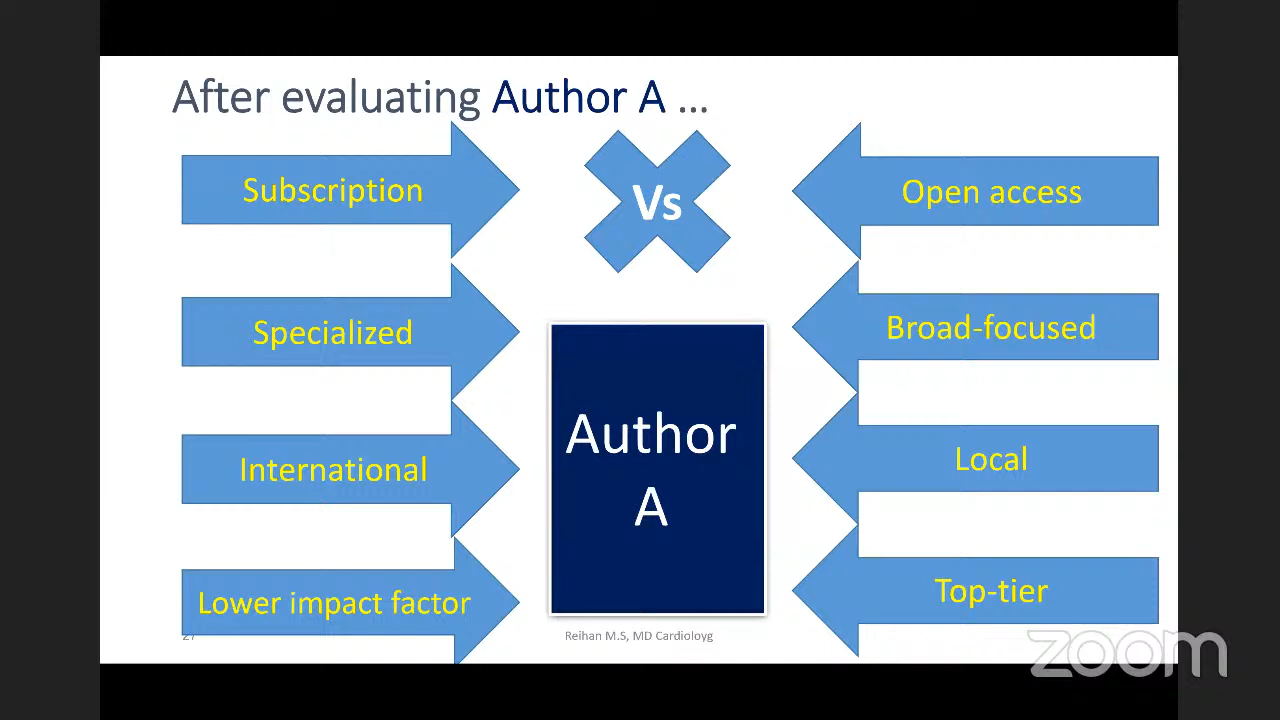 After evaluating Author A ...
Subscription
Vs
Open access
Specialized
Broad-focused
International
Local
Author
A
Lower impact factor
Top-tier
27
Reihan M.S, MD Cardioloyg
zoom